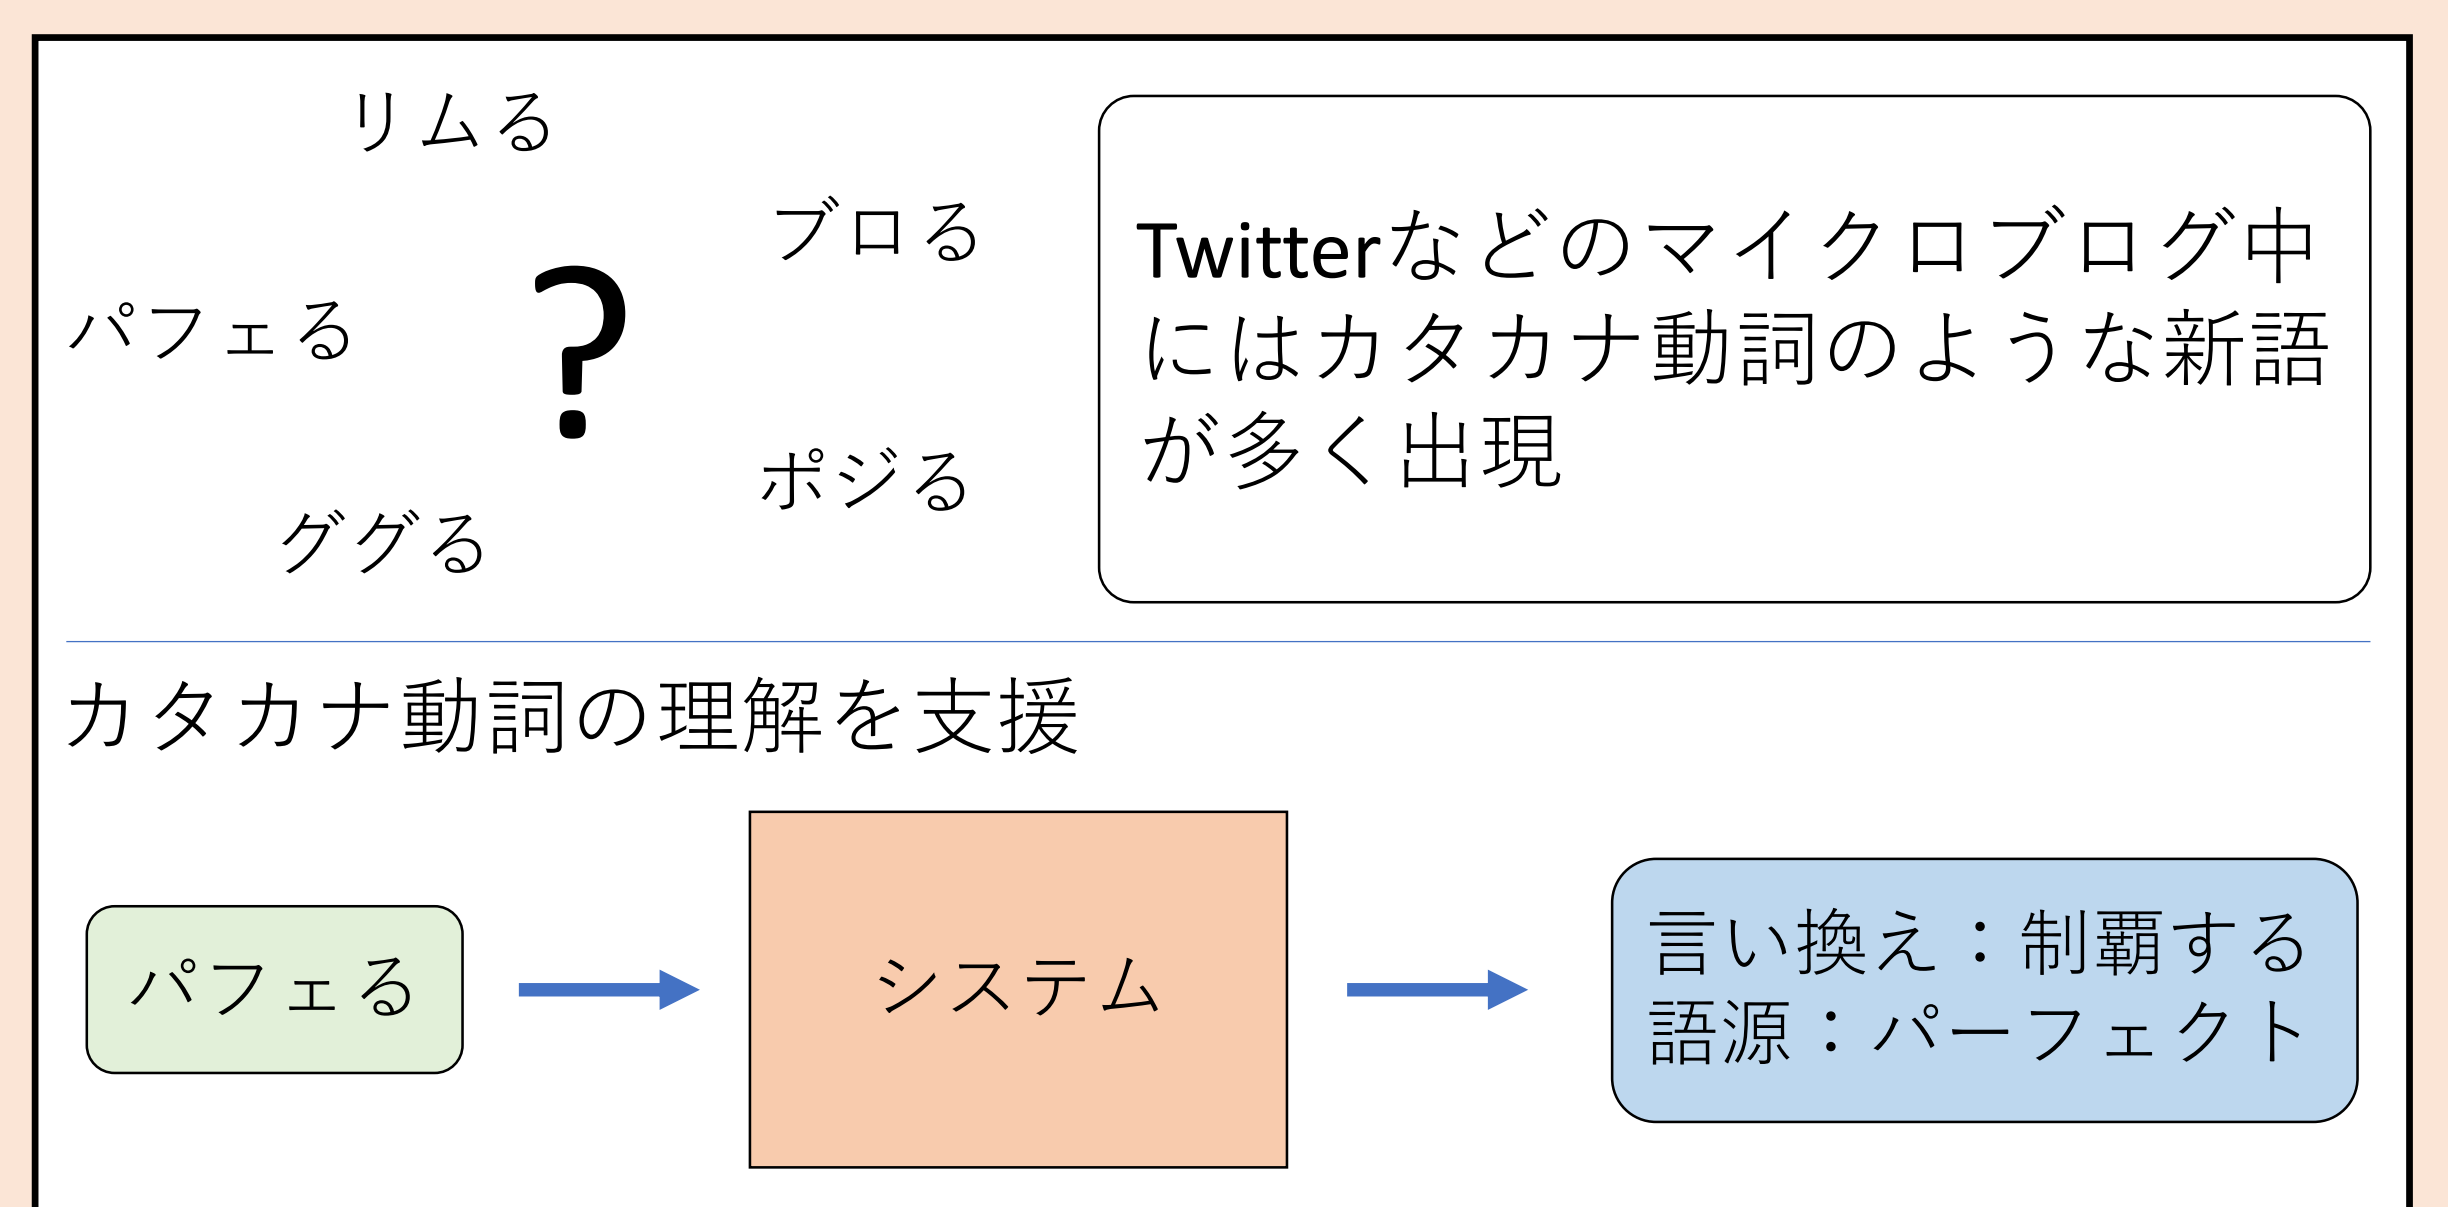 リムる
ブロる
パフェる
?
ポジる
ググる
Twitterなどのマイクロブログ中
にはカタカナ動詞のような新語
が多く出現
カタカナ動詞の理解を支援
パフェる
システム
言い換え：制覇する
語源：パーフェクト